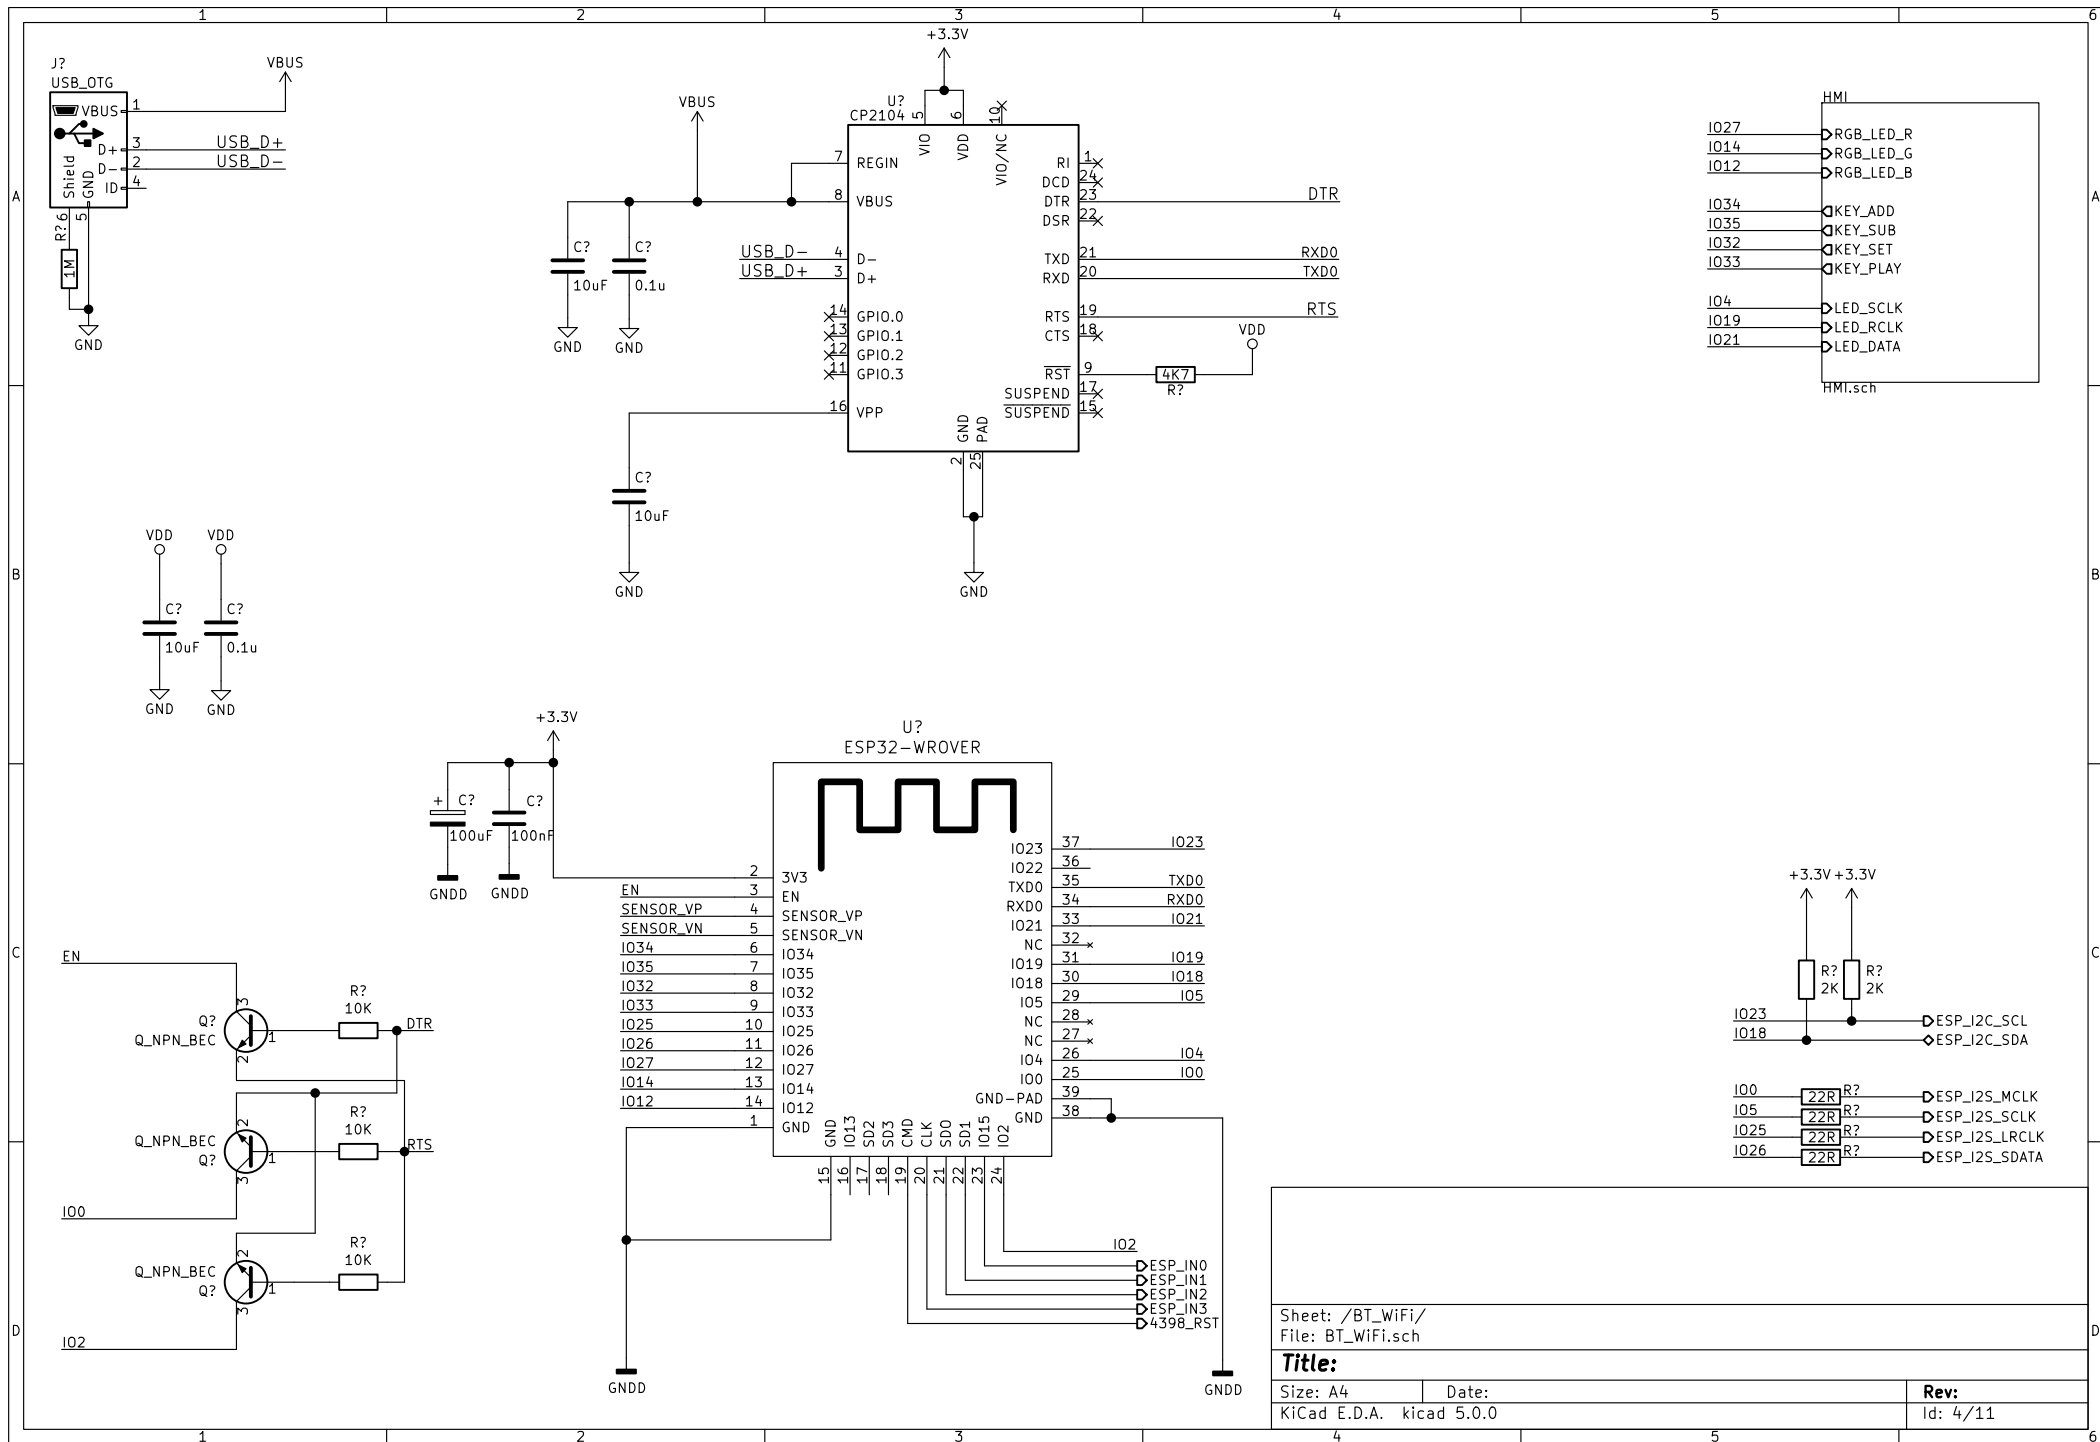 1 2 3 4 5 6
A
B
C
D
J?
USB_OTG
VBUS
VBUS 1
D+ 3 USB_D+
D- 2 USB_D-
ID 4
Shield
GND
6
5
R?
1M
GND
VBUS
C?
10uF
GND
C?
0.1u
GND
+3.3V
U?
CP2104
5
6
10
VIO
VDD
VIO/NC
7 REGIN
8 VBUS
USB_D- 4 D-
USB_D+ 3 D+
14 GPIO.0
13 GPIO.1
12 GPIO.2
11 GPIO.3
16 VPP
RI 1
DCD 24
DTR 23 DTR
DSR 22
TXD 21 RXD0
RXD 20 TXD0
RTS 19 RTS
CTS 18
RST 9
4K7
R?
VDD
SUSPEND 17
SUSPEND 15
GND
PAD
2
25
GND
C?
10uF
GND
HMI
IO27 RGB_LED_R
IO14 RGB_LED_G
IO12 RGB_LED_B
IO34 KEY_ADD
IO35 KEY_SUB
IO32 KEY_SET
IO33 KEY_PLAY
IO4 LED_SCLK
IO19 LED_RCLK
IO21 LED_DATA
HMI.sch
VDD VDD
C? C?
10uF 0.1u
GND GND
+3.3V
+ C? C?
100uF 100nF
GNDD GNDD
U?
ESP32-WROVER
2 3V3
EN 3 EN
SENSOR_VP 4 SENSOR_VP
SENSOR_VN 5 SENSOR_VN
IO34 6 IO34
IO35 7 IO35
IO32 8 IO32
IO33 9 IO33
IO25 10 IO25
IO26 11 IO26
IO27 12 IO27
IO14 13 IO14
IO12 14 IO12
1 GND
IO23 37 IO23
IO22 36
TXD0 35 TXD0
RXD0 34 RXD0
IO21 33 IO21
NC 32
IO19 31 IO19
IO18 30 IO18
IO5 29 IO5
NC 28
NC 27
IO4 26 IO4
IO0 25 IO0
GND-PAD 39
GND 38
GND IO13 SD2 SD3 CMD CLK SD0 SD1 IO15 IO2
15 16 17 18 19 20 21 22 23 24
IO2
ESP_IN0
ESP_IN1
ESP_IN2
ESP_IN3
4398_RST
GNDD
GNDD
EN
Q?
Q_NPN_BEC
3
1
2
R?
10K
DTR
Q_NPN_BEC
Q?
2
1
3
R?
10K
RTS
IO0
Q_NPN_BEC
Q?
2
1
3
R?
10K
IO2
+3.3V +3.3V
R? R?
2K 2K
IO23 ESP_I2C_SCL
IO18 ESP_I2C_SDA
IO0 22R R? ESP_I2S_MCLK
IO5 22R R? ESP_I2S_SCLK
IO25 22R R? ESP_I2S_LRCLK
IO26 22R R? ESP_I2S_SDATA
Sheet: /BT_WiFi/
File: BT_WiFi.sch
Title:
Size: A4 Date: Rev:
KiCad E.D.A. kicad 5.0.0 Id: 4/11
1 2 3 4 5 6
A
B
C
D